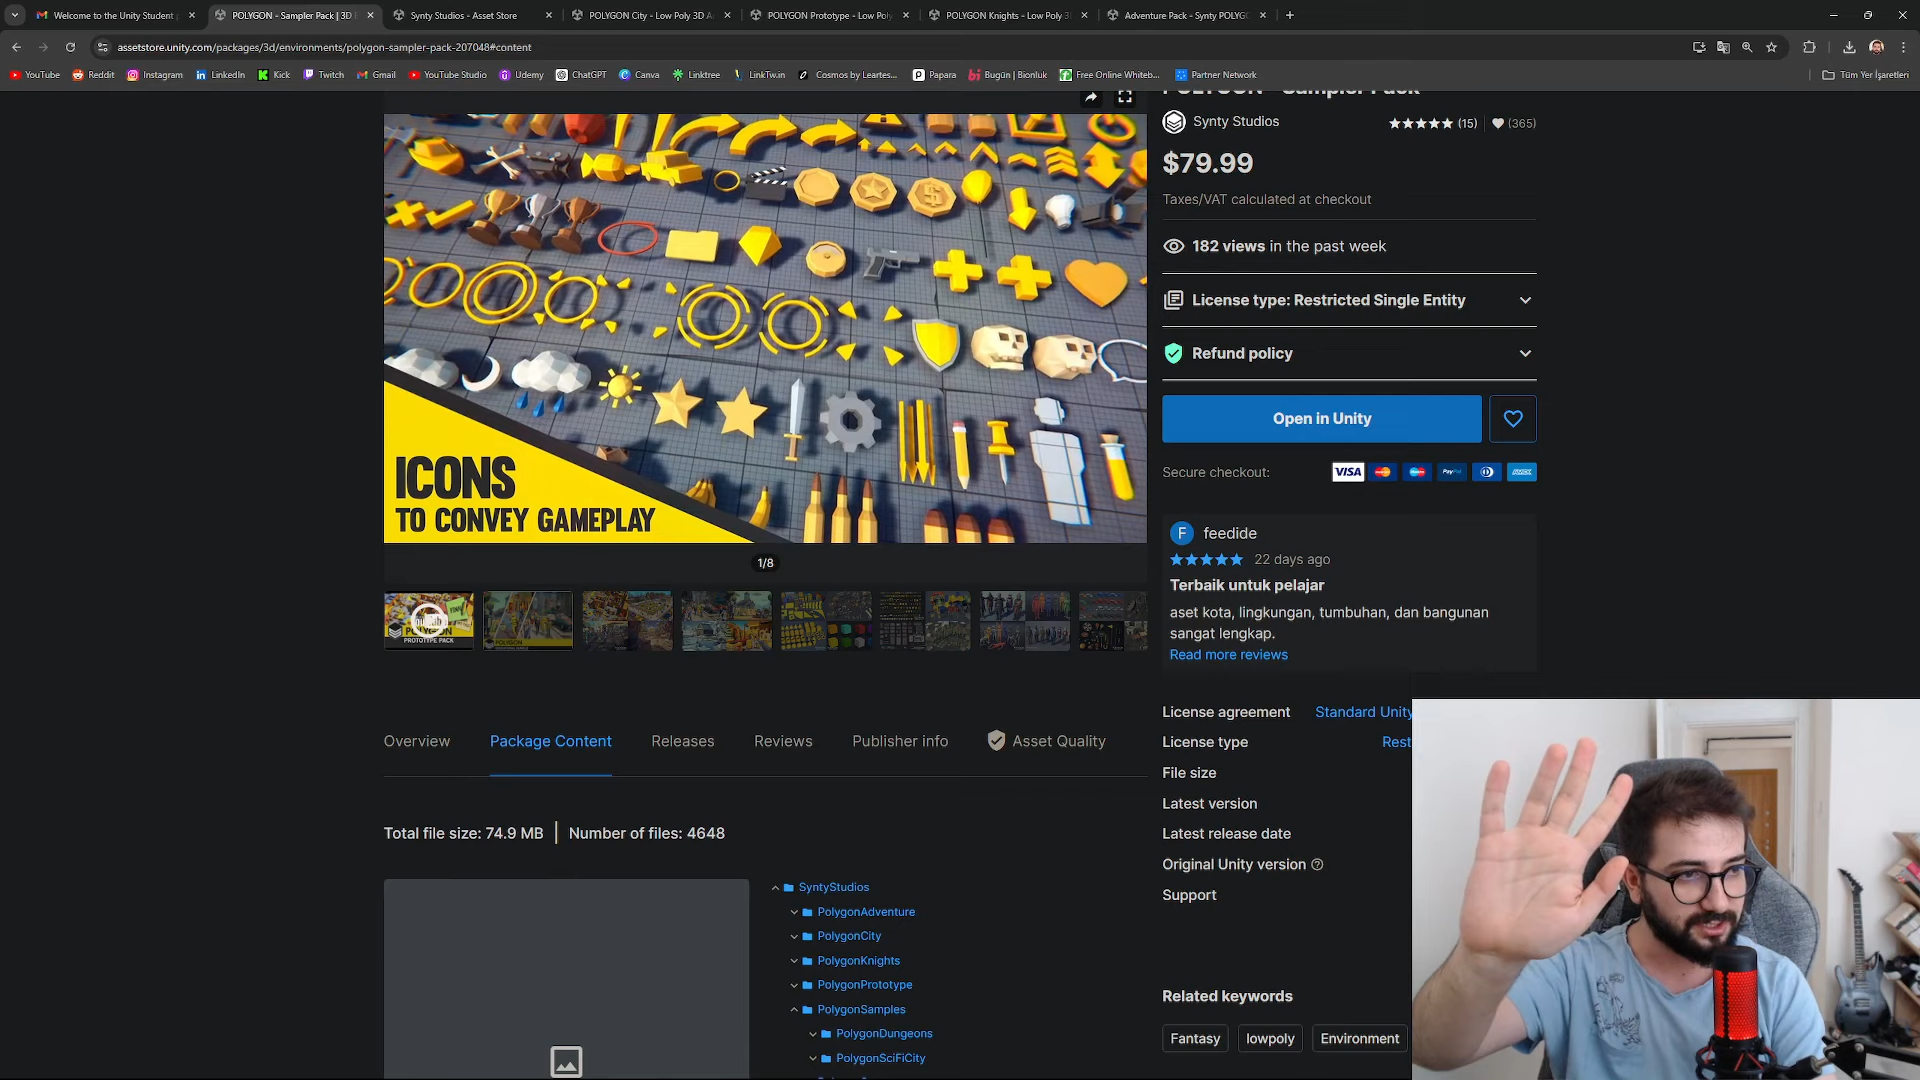 Welcome to the Unity Student
POLYGON - Sampler Pack | 3D
Synty Studios - Asset Store
POLYGON City - Low Poly 3D A
POLYGON Prototype - Low Poly
POLYGON Knights - Low Poly 3D
Adventure Pack - Synty POLYG
assetstore.unity.com/packages/3d/environments/polygon-sampler-pack-207048#content
YouTube
Reddit
Instagram
LinkedIn
Kick
Twitch
Gmail
YouTube Studio
Udemy
ChatGPT
Canva
Linktree
LinkTw.in
Cosmos by Leartes...
Papara
Bugün | Bionluk
Free Online Whiteb...
Partner Network
Tüm Yer İşaretleri
POLYGON - Sampler Pack
Synty Studios
(15)
(365)
$79.99
Taxes/VAT calculated at checkout
182 views in the past week
License type: Restricted Single Entity
Refund policy
Open in Unity
Secure checkout:
VISA
PayPal
ICONS
TO CONVEY GAMEPLAY
1/8
POLYGON
PROTOTYPE PACK
F
feedide
22 days ago
Terbaik untuk pelajar
aset kota, lingkungan, tumbuhan, dan bangunan
sangat lengkap.
Read more reviews
License agreement
Standard Unity
License type
Rest
File size
Latest version
Latest release date
Original Unity version
Support
Related keywords
Fantasy
lowpoly
Environment
Overview
Package Content
Releases
Reviews
Publisher info
Asset Quality
Total file size: 74.9 MB
Number of files: 4648
SyntyStudios
PolygonAdventure
PolygonCity
PolygonKnights
PolygonPrototype
PolygonSamples
PolygonDungeons
PolygonSciFiCity